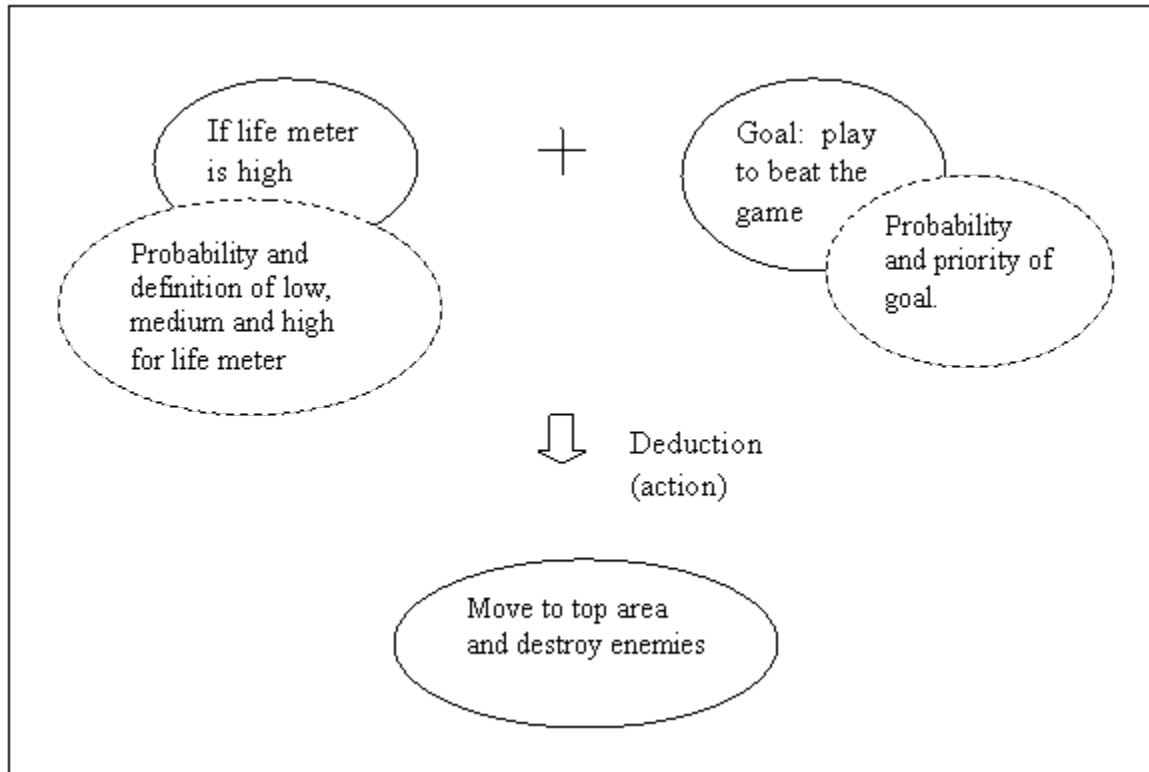 If life meter
is high
Probability and
definition of low,
medium and high
for life meter
+
Goal:  play
to beat the
game
Probability
and priority of
goal.
Deduction
(action)
Move to top area
and destroy enemies